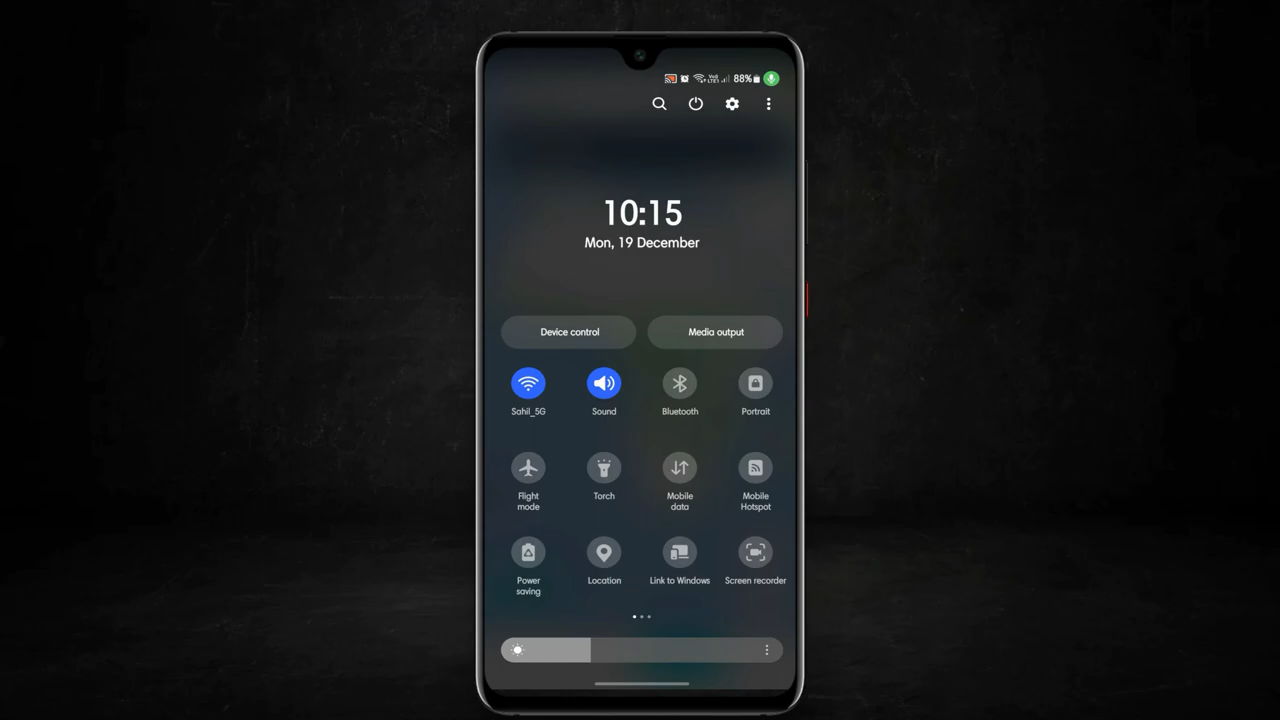 88%
10:15
Mon, 19 December
Device control Media output
Sahil_5G Sound Bluetooth Portrait
Flight mode Torch Mobile data Mobile Hotspot
Power saving Location Link to Windows Screen recorder